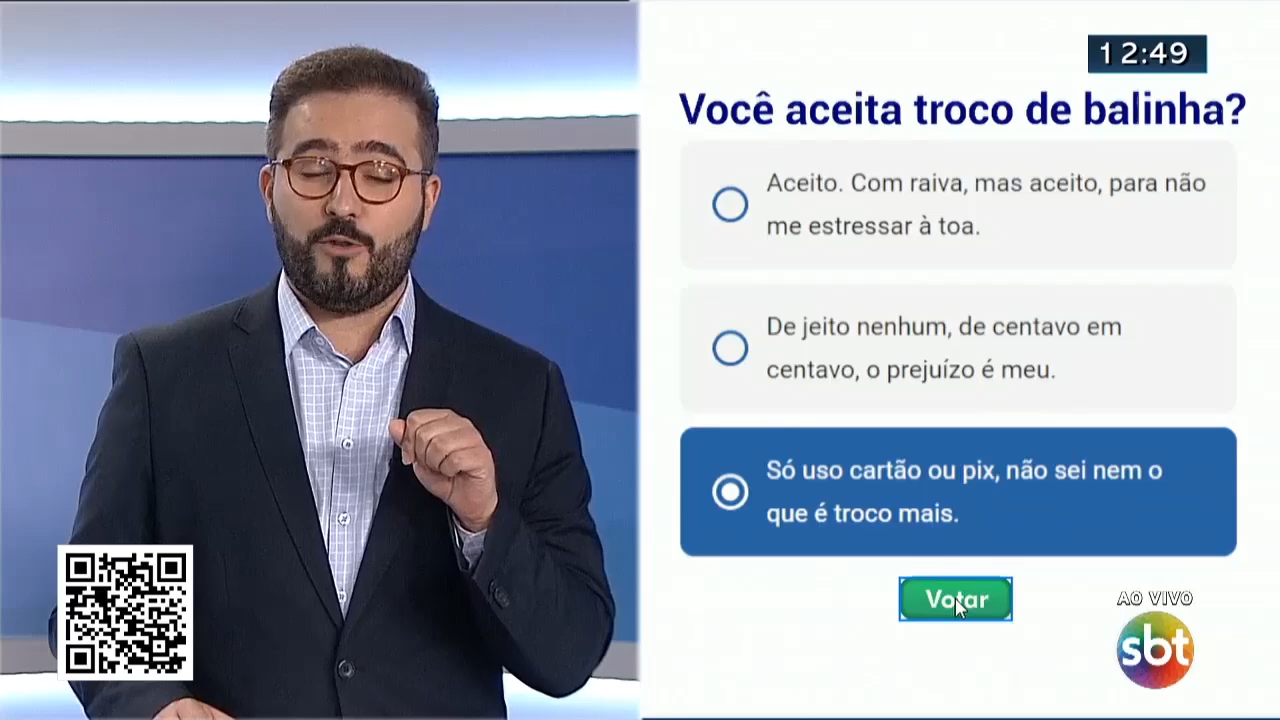 12:49
Você aceita troco de balinha?
Aceito. Com raiva, mas aceito, para não
me estressar à toa.
De jeito nenhum, de centavo em
centavo, o prejuízo é meu.
Só uso cartão ou pix, não sei nem o
que é troco mais.
Votar
AO VIVO
sbt